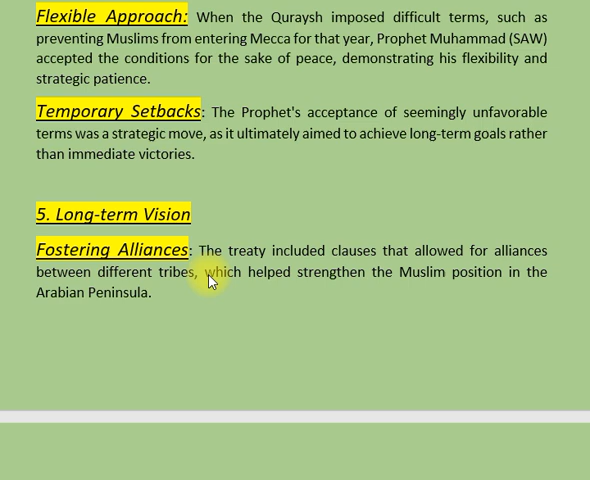 Flexible Approach: When the Quraysh imposed difficult terms, such as
preventing Muslims from entering Mecca for that year, Prophet Muhammad (SAW)
accepted the conditions for the sake of peace, demonstrating his flexibility and
strategic patience.
Temporary Setbacks: The Prophet's acceptance of seemingly unfavorable
terms was a strategic move, as it ultimately aimed to achieve long-term goals rather
than immediate victories.
5. Long-term Vision
Fostering Alliances: The treaty included clauses that allowed for alliances
between different tribes, which helped strengthen the Muslim position in the
Arabian Peninsula.